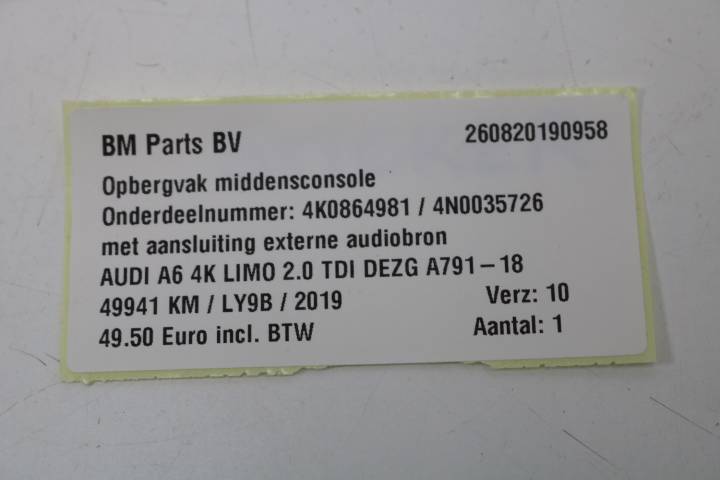 BM Parts BV 260820190958
Opbergvak middensconsole
Onderdeelnummer: 4K0864981 / 4N0035726
met aansluiting externe audiobron
AUDI A6 4K LIMO 2.0 TDI DEZG A791-18
49941 KM / LY9B / 2019 Verz: 10
49.50 Euro incl. BTW Aantal: 1